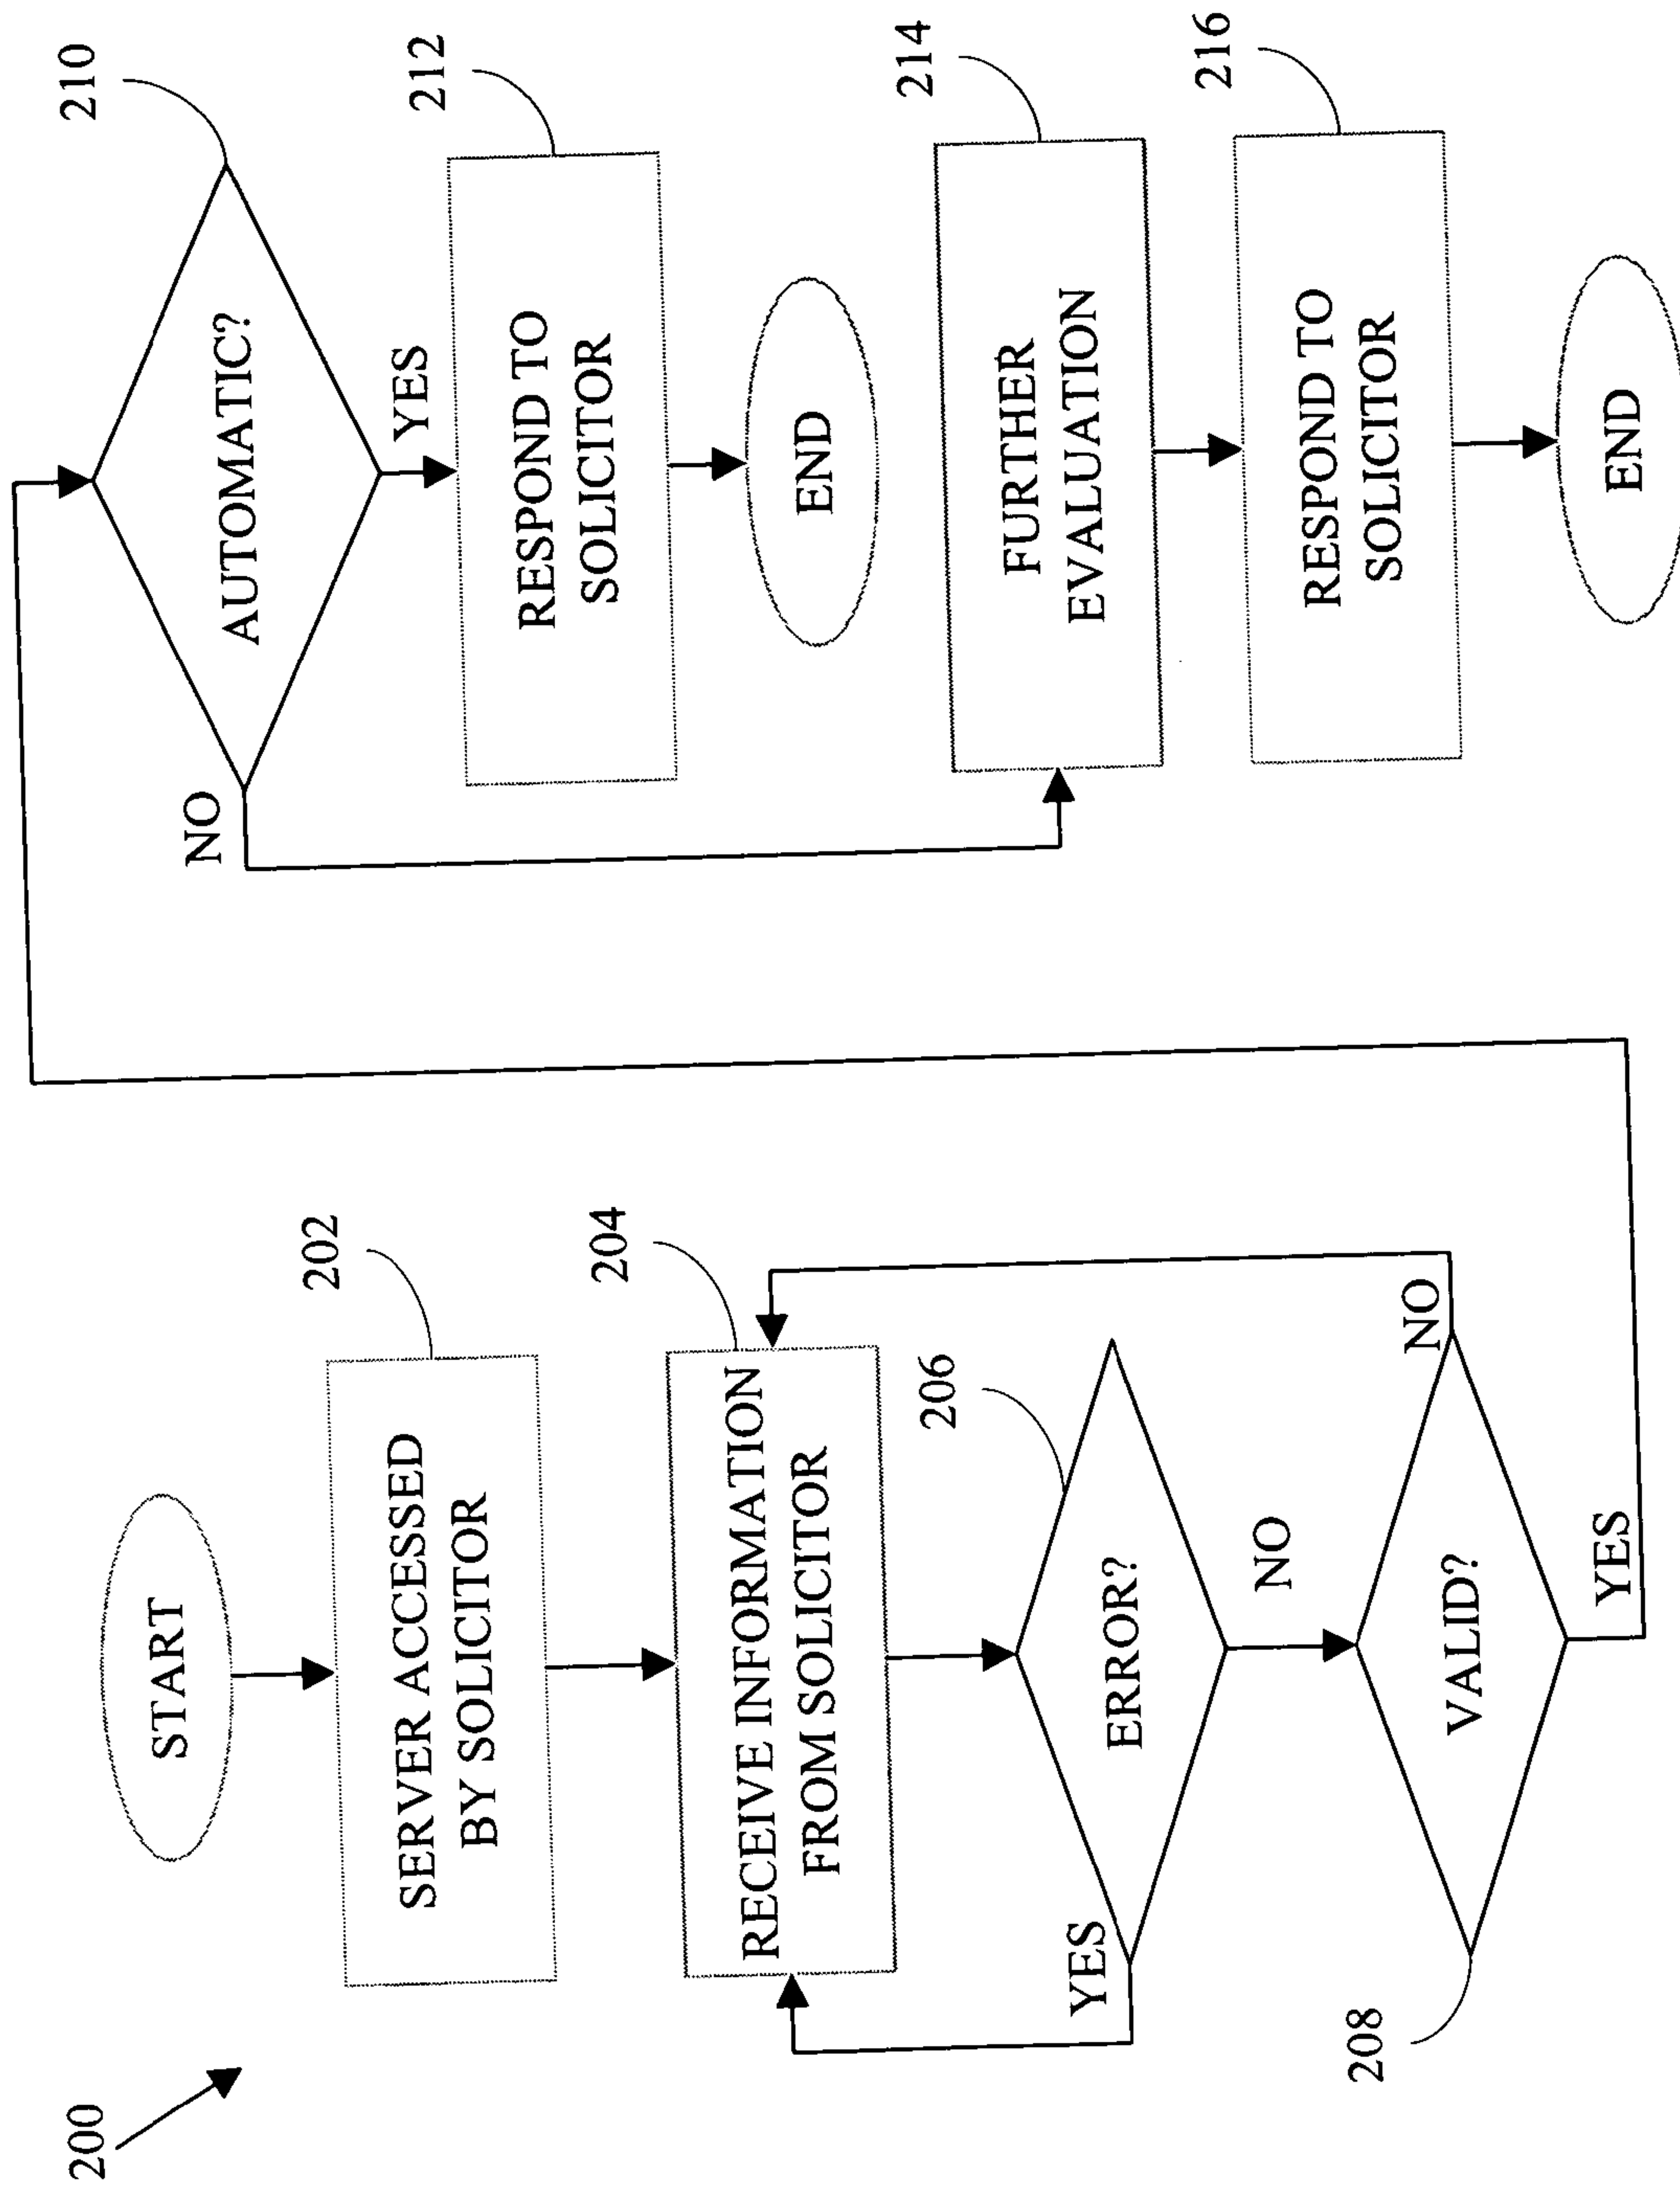 200
START
SERVER ACCESSED
BY SOLICITOR
202
RECEIVE INFORMATION
FROM SOLICITOR
204
ERROR?
206
YES
NO
VALID?
208
NO
YES
AUTOMATIC?
210
NO
YES
RESPOND TO
SOLICITOR
212
END
FURTHER
EVALUATION
214
RESPOND TO
SOLICITOR
216
END